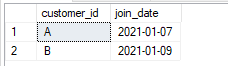 customer_id join_date
1 A 2021-01-07
2 B 2021-01-09